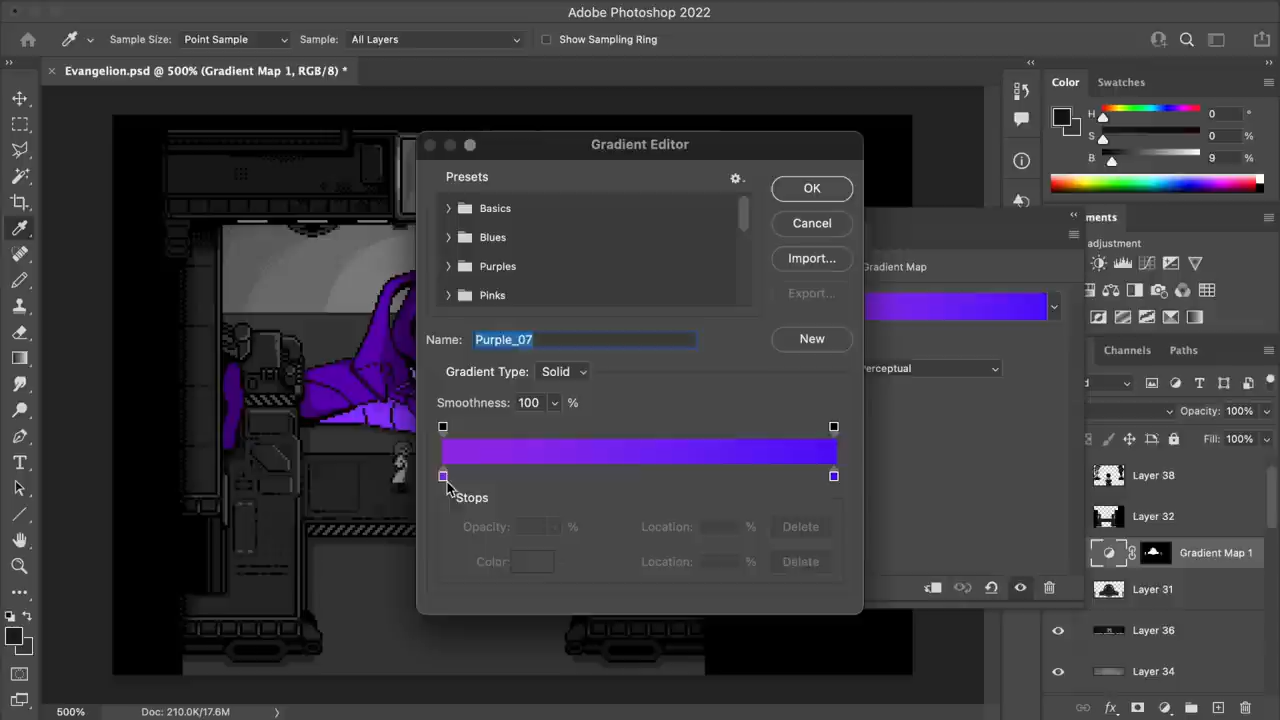 Adobe Photoshop 2022
Sample Size: Point Sample Sample: All Layers Show Sampling Ring
Evangelion.psd @ 500% (Gradient Map 1, RGB/8) *
Color Swatches
H 0 °
S 0 %
B 9 %
Gradient Editor
Presets
Basics
Blues
Purples
Pinks
OK
Cancel
Import...
Export...
Name: Purple_07
New
Gradient Type: Solid
Smoothness: 100 %
Stops
Opacity: % Location: % Delete
Color: Location: % Delete
Gradient Map
erceptual
ments
adjustment
Channels Paths
Opacity: 100%
Fill: 100%
Layer 38
Layer 32
Gradient Map 1
Layer 31
Layer 36
Layer 34
fx
500% Doc: 210.0K/17.6M